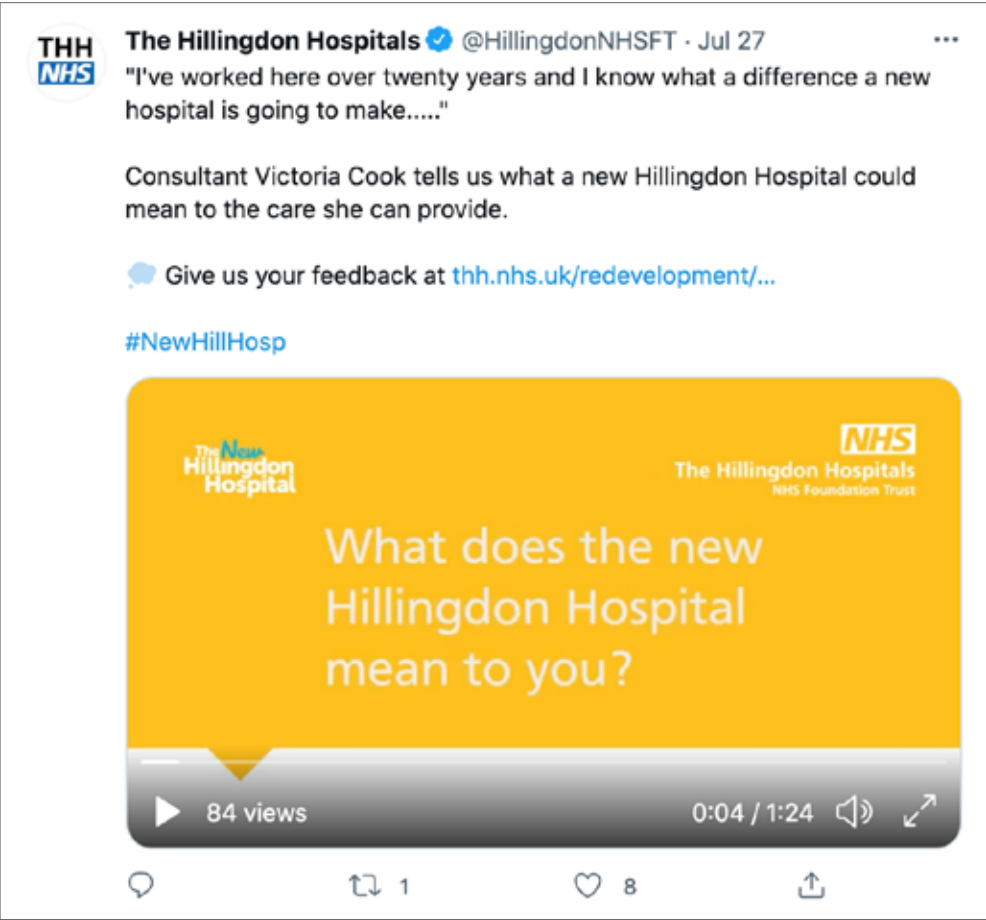 THH
NHS
The Hillingdon Hospitals @HillingdonNHSFT · Jul 27
"I've worked here over twenty years and I know what a difference a new
hospital is going to make....."
Consultant Victoria Cook tells us what a new Hillingdon Hospital could
mean to the care she can provide.
Give us your feedback at thh.nhs.uk/redevelopment/...
#NewHillHosp
The New
Hillingdon
Hospital
NHS
The Hillingdon Hospitals
NHS Foundation Trust
What does the new
Hillingdon Hospital
mean to you?
84 views
0:04 / 1:24
1
8